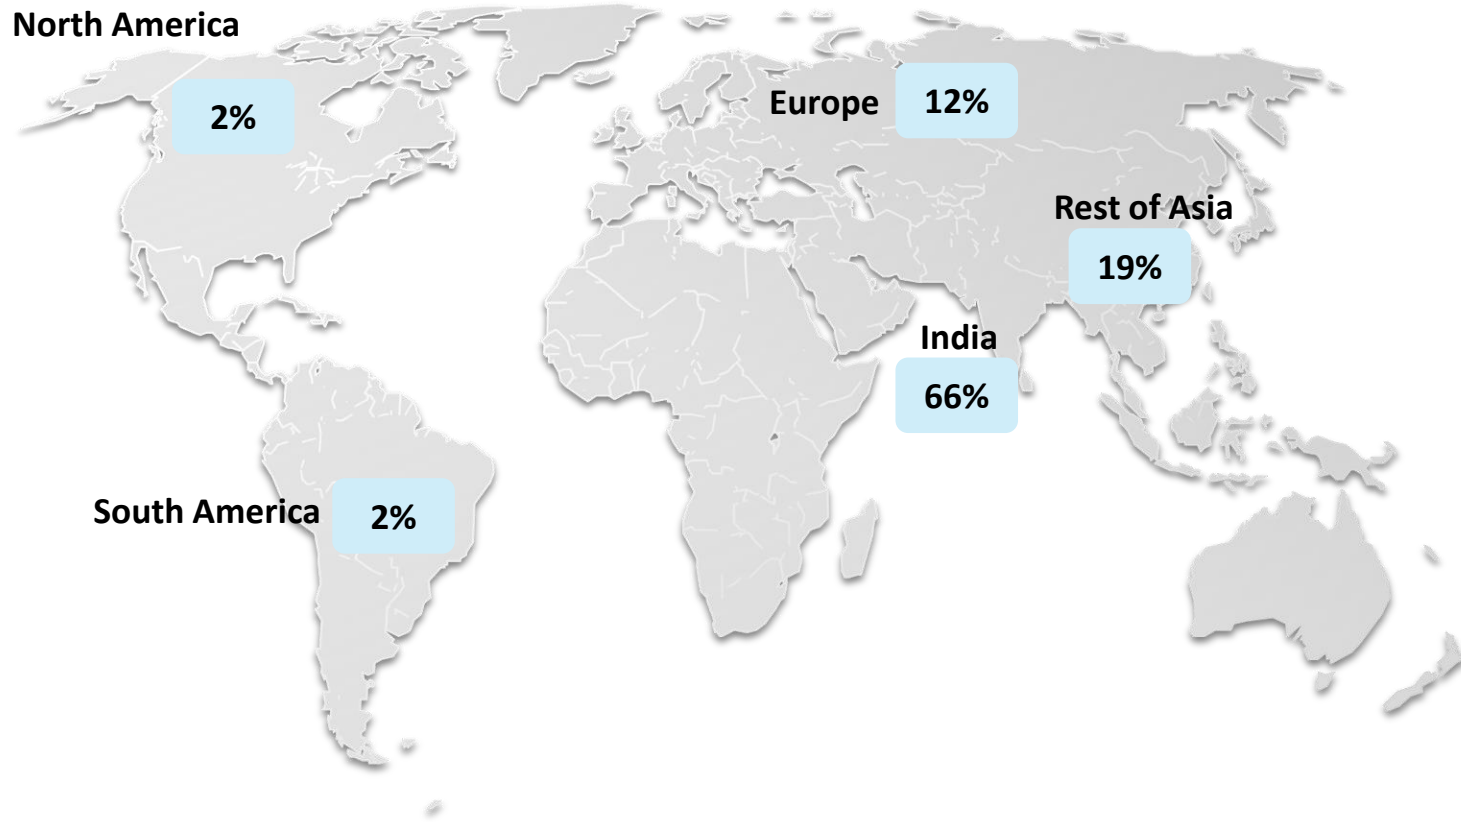 North America
2%
Europe
12%
Rest of Asia
19%
India
66%
South America
2%